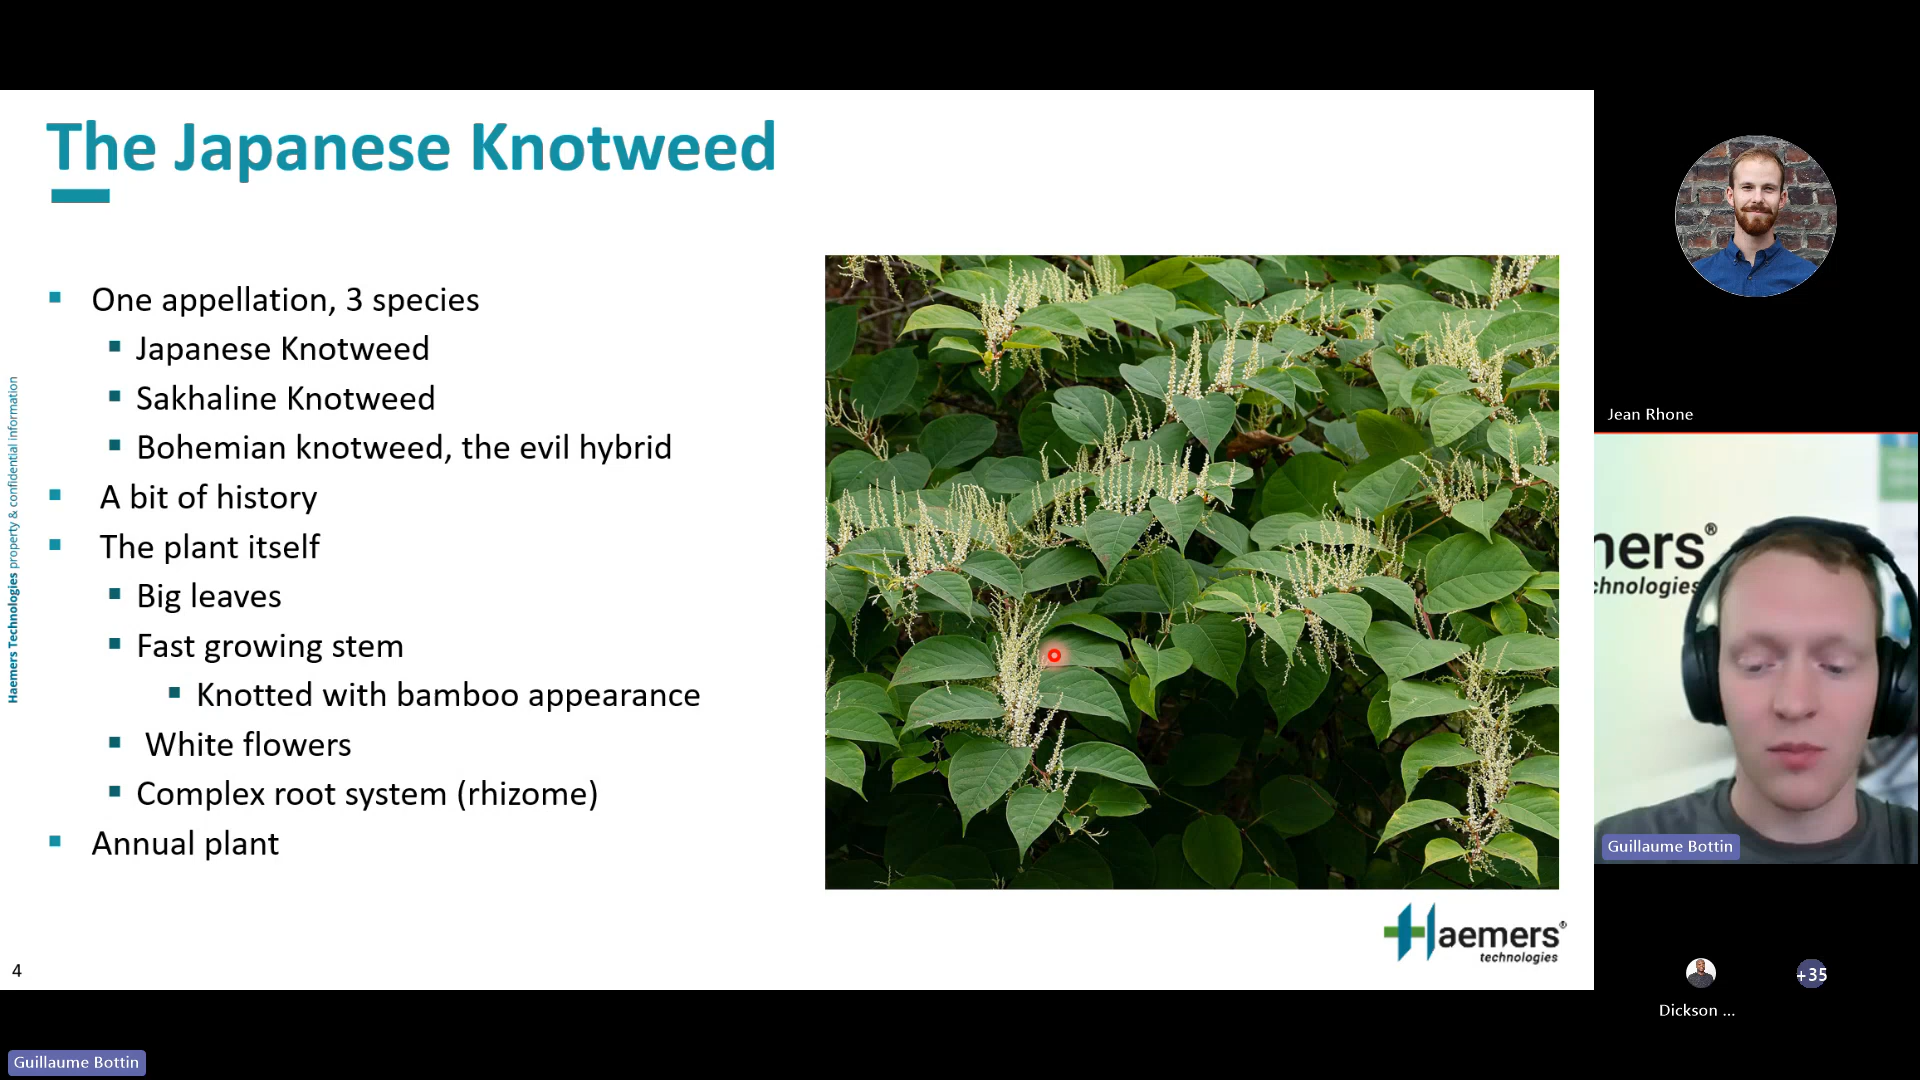 The Japanese Knotweed
One appellation, 3 species
Japanese Knotweed
Sakhaline Knotweed
Bohemian knotweed, the evil hybrid
A bit of history
The plant itself
Big leaves
Fast growing stem
Knotted with bamboo appearance
White flowers
Complex root system (rhizome)
Annual plant
Haemers Technologies property & confidential information
4
Haemers®
technologies
Jean Rhone
ners®
chnologies
Guillaume Bottin
Dickson ...
+35
Guillaume Bottin